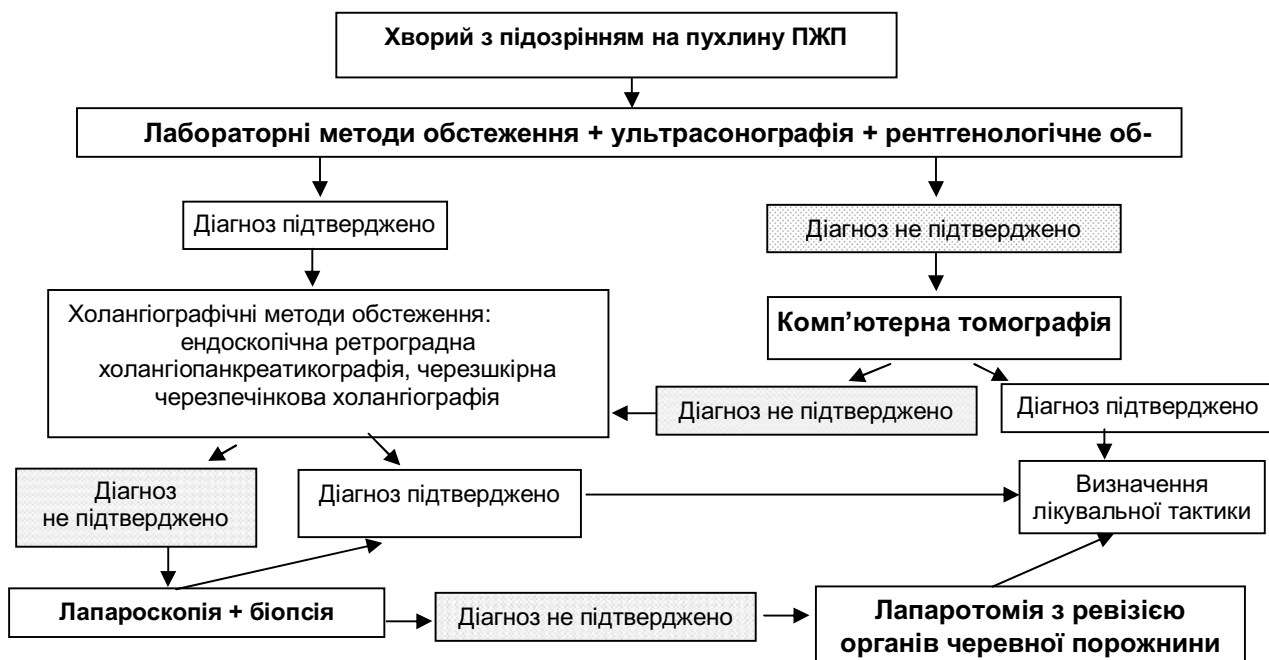 Хворий з підозрінням на пухлину ПЖП
Лабораторні методи обстеження + ультрасонографія + рентгенологічне об-
Діагноз підтверджено
Діагноз не підтверджено
Холангіографічні методи обстеження:
ендоскопічна ретроградна
холангіопанкреатикографія, черезшкірна
черезпечінкова холангіографія
Комп’ютерна томографія
Діагноз не підтверджено
Діагноз підтверджено
Діагноз
не підтверджено
Діагноз підтверджено
Визначення
лікувальної тактики
Лапароскопія + біопсія
Діагноз не підтверджено
Лапаротомія з ревізією
органів черевної порожнини